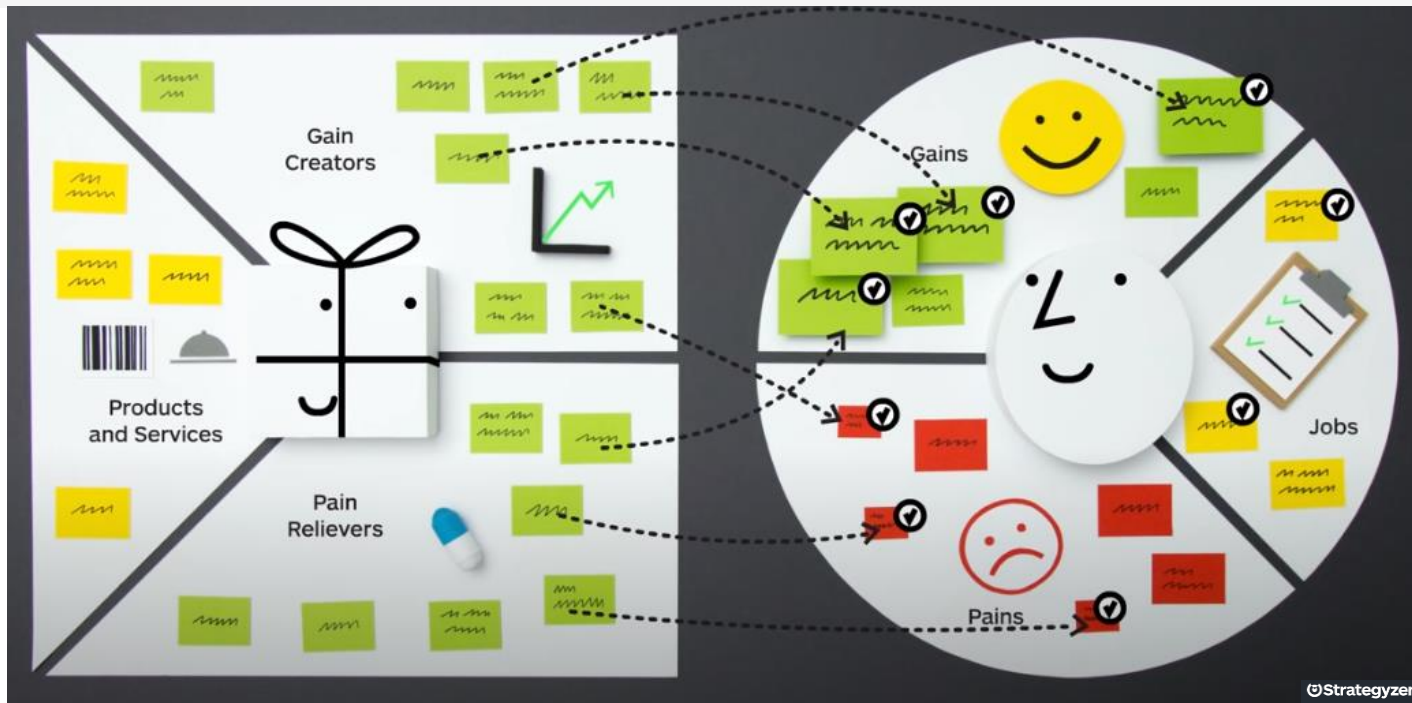 Gain
Creators
Products
and Services
Pain
Relievers
Gains
Jobs
Pains
Strategyzer